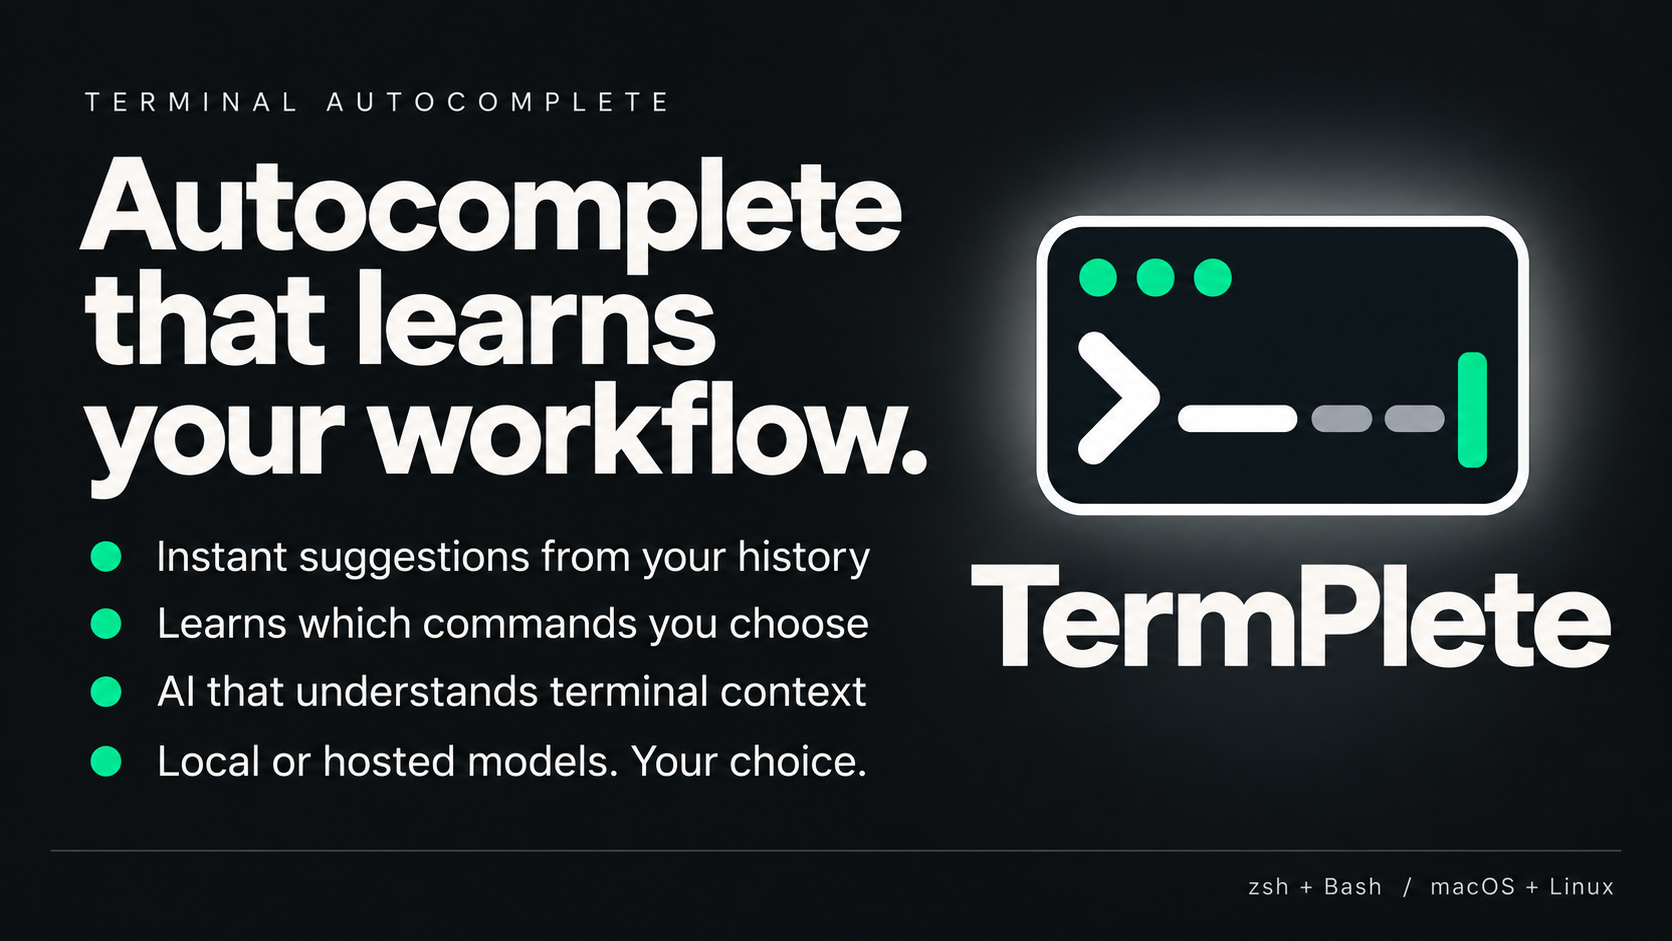 TERMINAL AUTOCOMPLETE
Autocomplete
that learns
your workflow.
Instant suggestions from your history
Learns which commands you choose
AI that understands terminal context
Local or hosted models. Your choice.
TermPlete
zsh + Bash / macOS + Linux